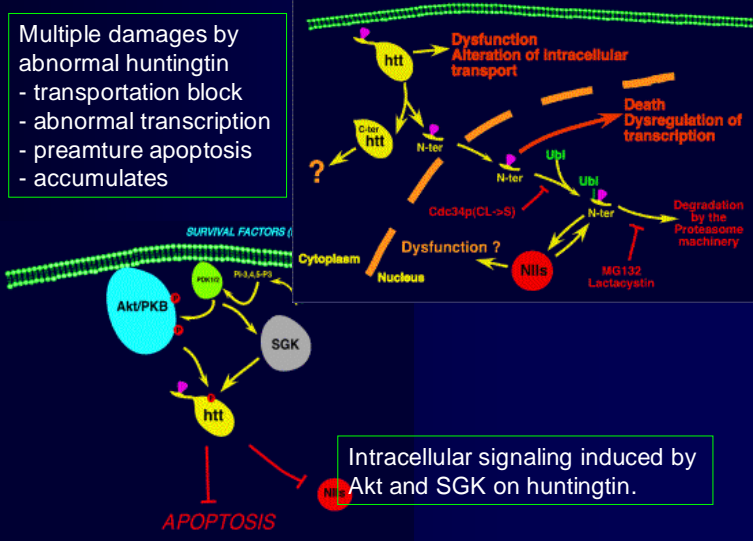 Multiple damages by
abnormal huntingtin
- transportation block
- abnormal transcription
- preamture apoptosis
- accumulates
htt
Dysfunction
Alteration of intracellular
transport
C-ter
htt
?
N-ter
N-ter
Death
Dysregulation of
transcription
Ubi
Ubi
N-ter
Cdc34p(CL->S)
Degradation
by the
Proteasome
machinery
Dysfunction ?
NIIs
MG132
Lactacystin
Cytoplasm
Nucleus
SURVIVAL FACTORS (
Akt/PKB
P
P
PDK1/2
PI-3,4,5-P3
SGK
P
htt
NIIs
APOPTOSIS
Intracellular signaling induced by
Akt and SGK on huntingtin.